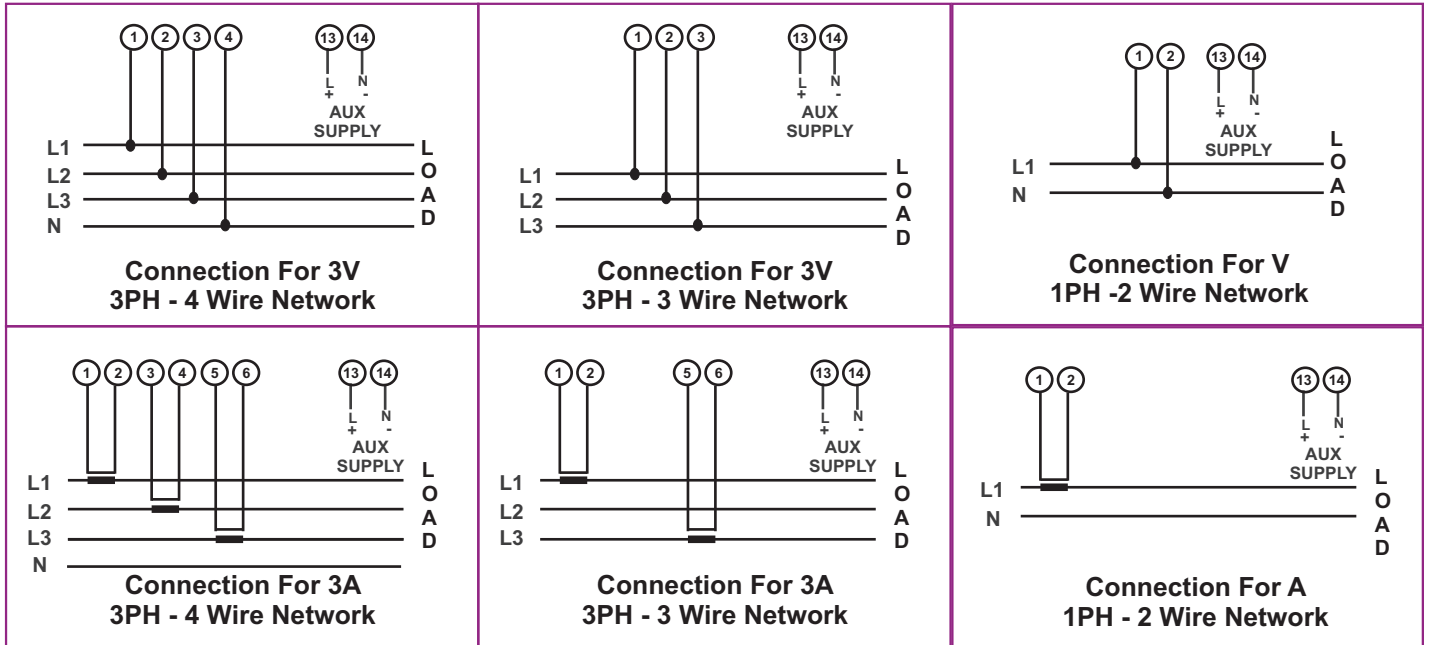 1 2 3 4 13 14
L N
+ -
AUX
SUPPLY
L1
L2
L3
N
L
O
A
D
Connection For 3V
3PH - 4 Wire Network
1 2 3 13 14
L N
+ -
AUX
SUPPLY
L1
L2
L3
L
O
A
D
Connection For 3V
3PH - 3 Wire Network
1 2 13 14
L N
+ -
AUX
SUPPLY
L1
N
L
O
A
D
Connection For V
1PH -2 Wire Network
1 2 3 4 5 6 13 14
L N
+ -
AUX
SUPPLY
L1
L2
L3
N
L
O
A
D
Connection For 3A
3PH - 4 Wire Network
1 2 5 6 13 14
L N
+ -
AUX
SUPPLY
L1
L2
L3
L
O
A
D
Connection For 3A
3PH - 3 Wire Network
1 2 13 14
L N
+ -
AUX
SUPPLY
L1
N
L
O
A
D
Connection For A
1PH - 2 Wire Network